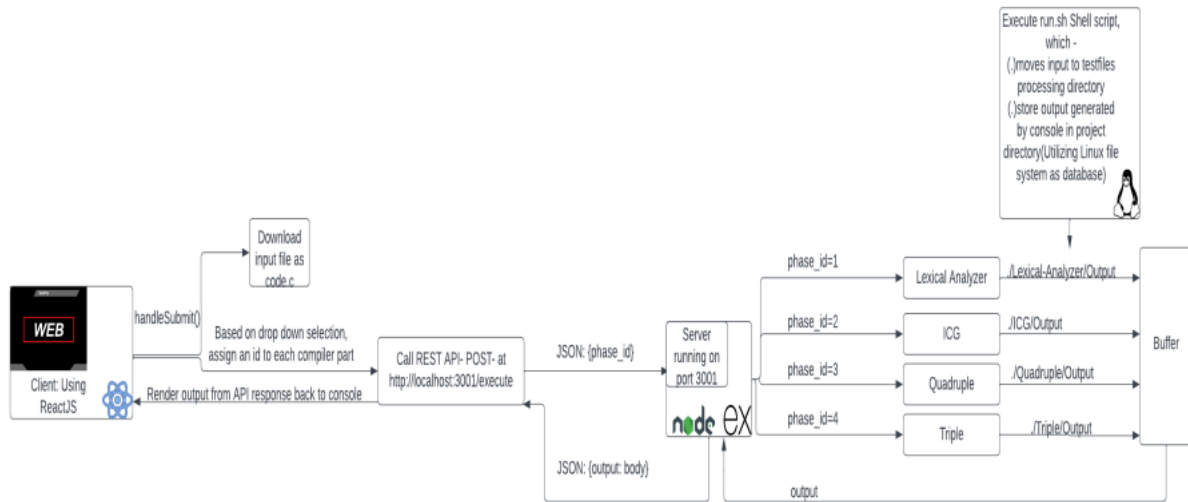 Execute run.sh Shell script,
which -
(.)moves input to testfiles
processing directory
(.)store output generated
by console in project
directory(Utilizing Linux file
system as database)
Download
input file as
code.c
WEB
Client: Using
ReactJS
handleSubmit()
Based on drop down selection,
assign an id to each compiler part
Render output from API response back to console
Call REST API- POST- at
http://localhost:3001/execute
JSON: {phase_id}
JSON: {output: body}
Server
running on
port 3001
node
ex
phase_id=1
Lexical Analyzer
./Lexical-Analyzer/Output
phase_id=2
ICG
./ICG/Output
phase_id=3
Quadruple
./Quadruple/Output
phase_id=4
Triple
./Triple/Output
Buffer
output